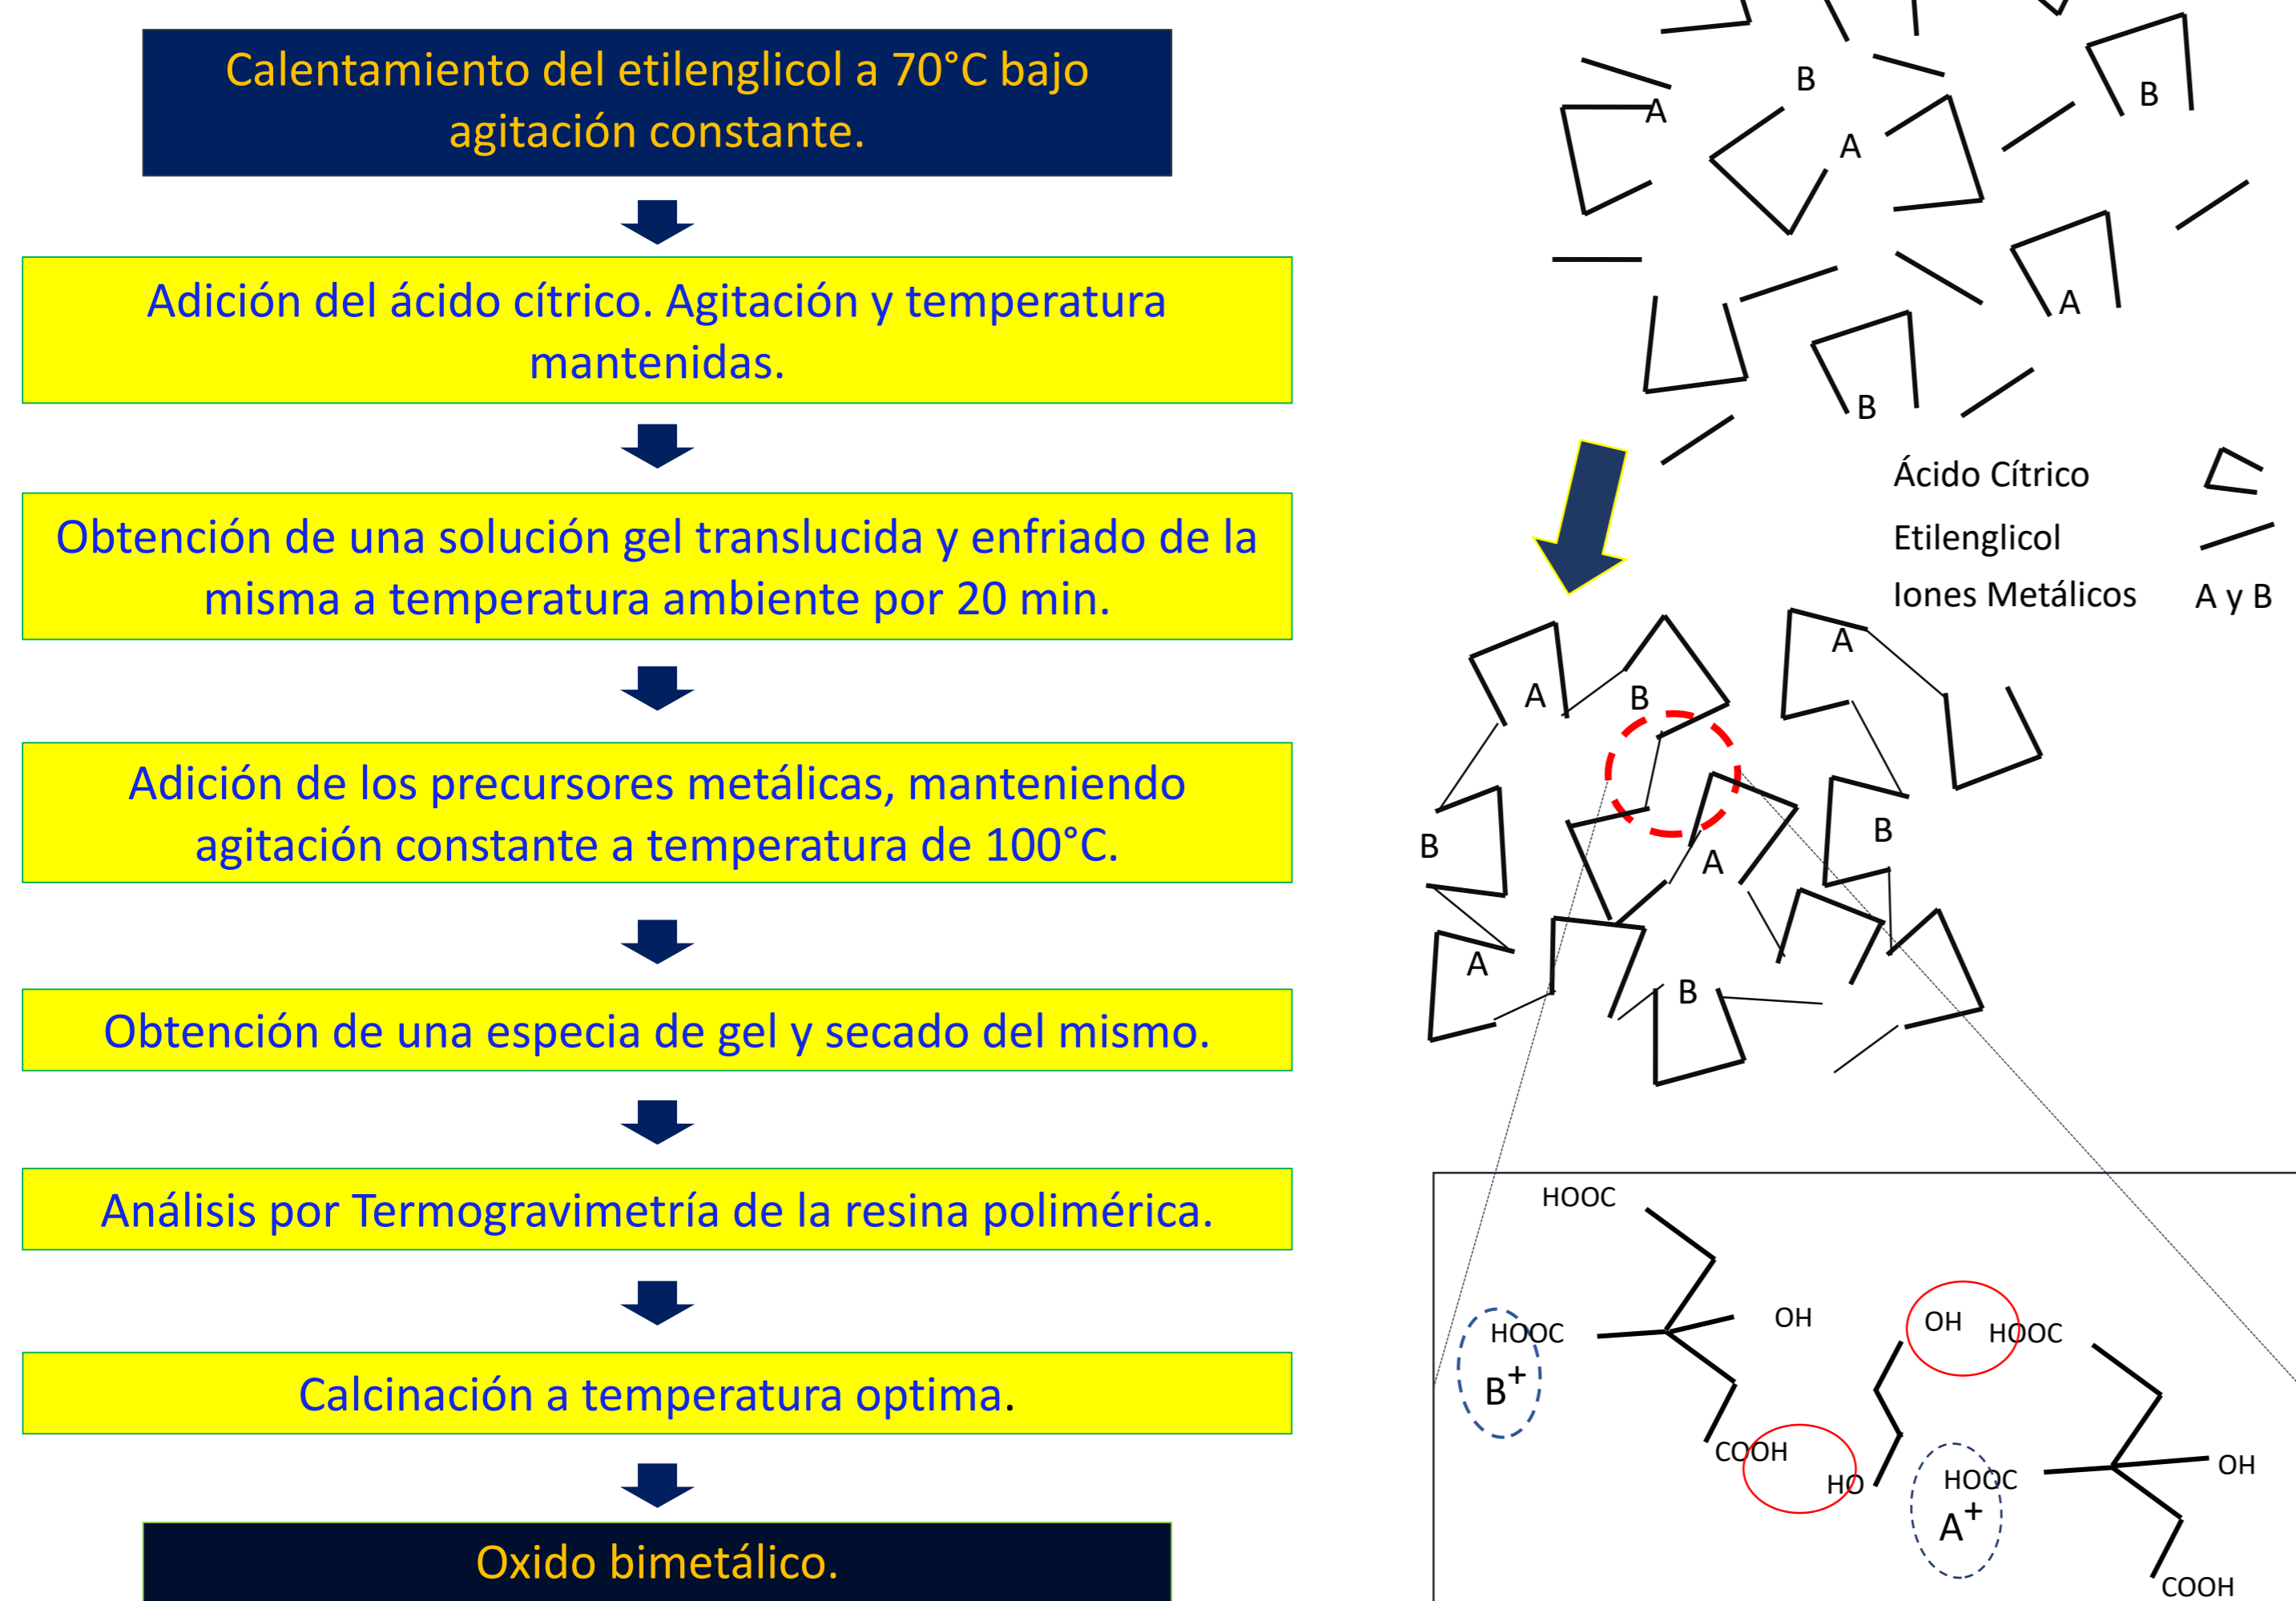 Calentamiento del etilenglicol a 70°C bajo
agitación constante.
Adición del ácido cítrico. Agitación y temperatura
mantenidas.
Obtención de una solución gel translucida y enfriado de la
misma a temperatura ambiente por 20 min.
Adición de los precursores metálicas, manteniendo
agitación constante a temperatura de 100°C.
Obtención de una especia de gel y secado del mismo.
Análisis por Termogravimetría de la resina polimérica.
Calcinación a temperatura optima.
Oxido bimetálico.
B
B
A
A
A
B
Ácido Cítrico
Etilenglicol
Iones Metálicos A y B
A
A
B
B
B
A
A
B
HOOC
OH
OH
HOOC
HOOC
B+
COOH
HO
HOOC
OH
A+
COOH